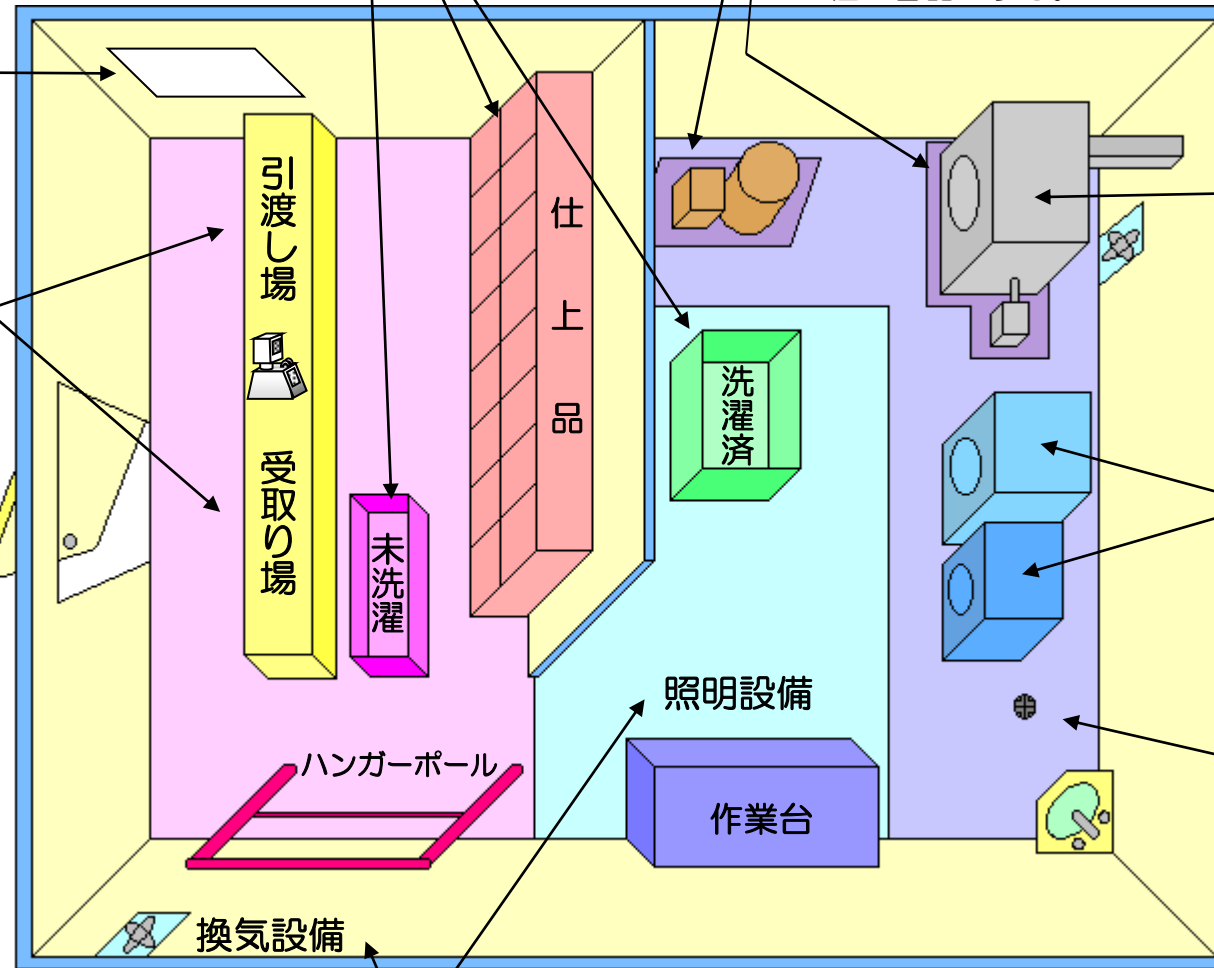 引渡し場
受取り場
未洗濯
仕上品
洗濯済
照明設備
ハンガーポール
作業台
換気設備